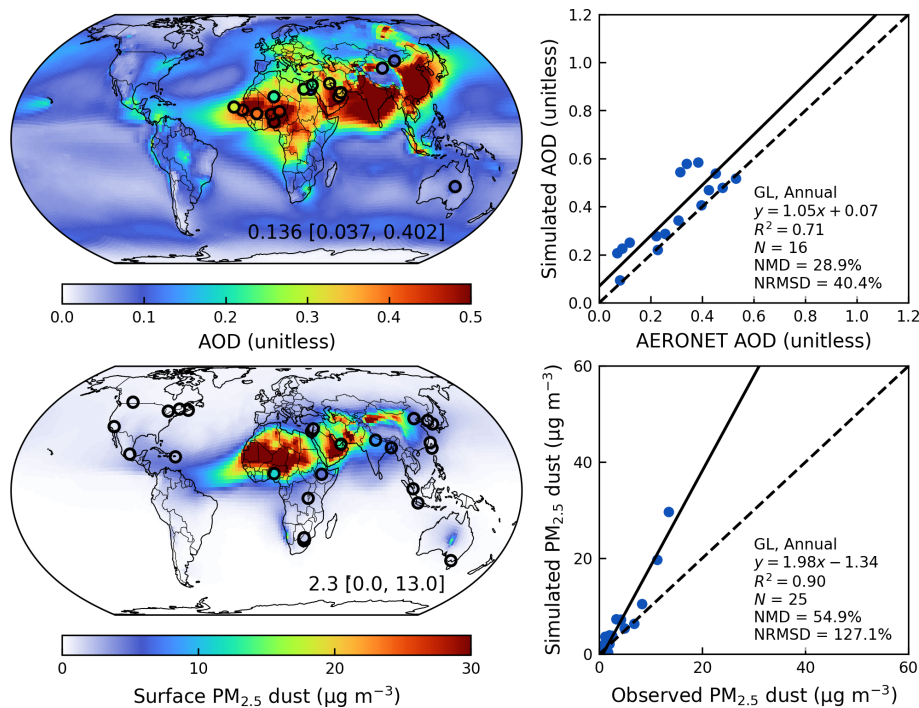 0.136 [0.037, 0.402]
0.0 0.1 0.2 0.3 0.4 0.5
AOD (unitless)
1.2
1.0
0.8
0.6
0.4
0.2
0.0
Simulated AOD (unitless)
GL, Annual
y = 1.05x + 0.07
R² = 0.71
N = 16
NMD = 28.9%
NRMSD = 40.4%
0.0 0.2 0.4 0.6 0.8 1.0 1.2
AERONET AOD (unitless)
2.3 [0.0, 13.0]
0 10 20 30
Surface PM₂.₅ dust (μg m⁻³)
60
40
20
0
Simulated PM₂.₅ dust (μg m⁻³)
GL, Annual
y = 1.98x − 1.34
R² = 0.90
N = 25
NMD = 54.9%
NRMSD = 127.1%
0 20 40 60
Observed PM₂.₅ dust (μg m⁻³)